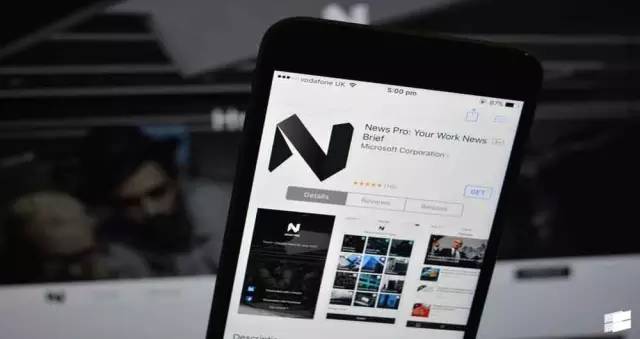 vodafone UK
5:00 pm
87%
News Pro: Your Work News
Brief
Microsoft Corporation
GET
Details
Reviews
Related